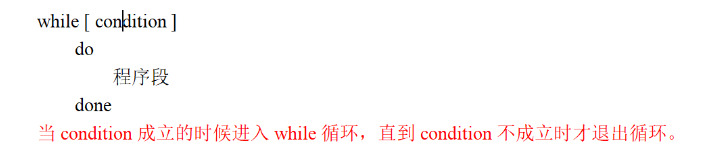 while [ condition ]
do
程序段
done
当 condition 成立的时候进入 while 循环，直到 condition 不成立时才退出循环。